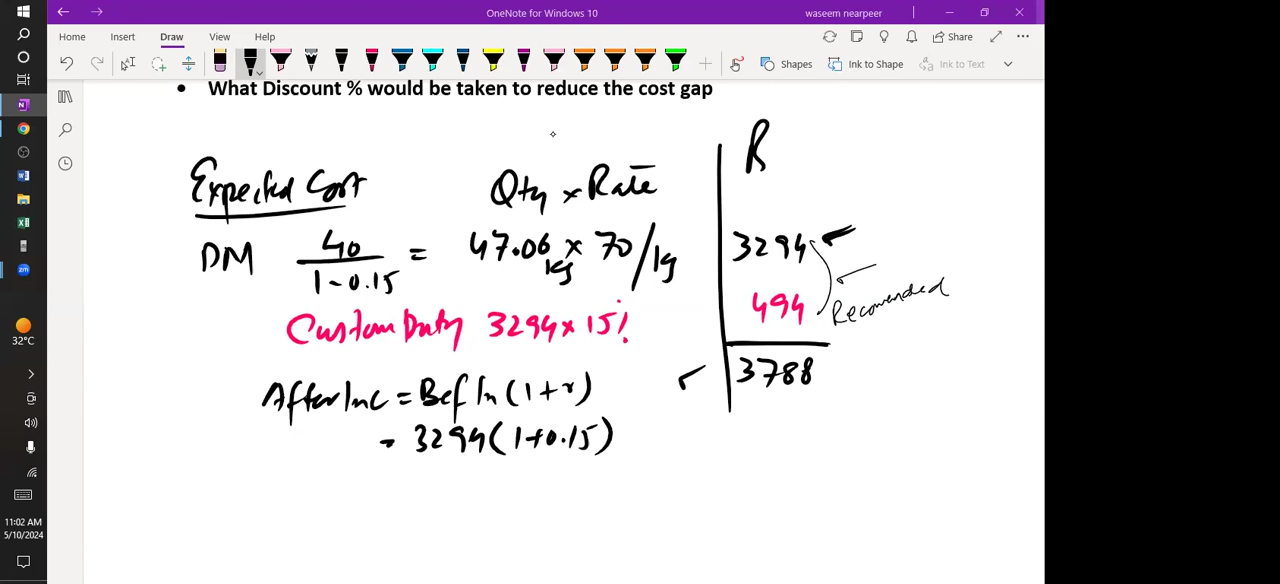 OneNote for Windows 10
waseem nearpeer
Home Insert Draw View Help
Share
Shapes Ink to Shape Ink to Text
• What Discount % would be taken to reduce the cost gap
R
Expected Cost Qty x Rate
DM 40 / 1-0.15 = 47.06 kg x 70/kg 3294
Custom Duty 3294 x 15% 494
Recomended
3788
After Inc = Bef In (1+r)
= 3294 (1+0.15)
32°C
11:02 AM
5/10/2024